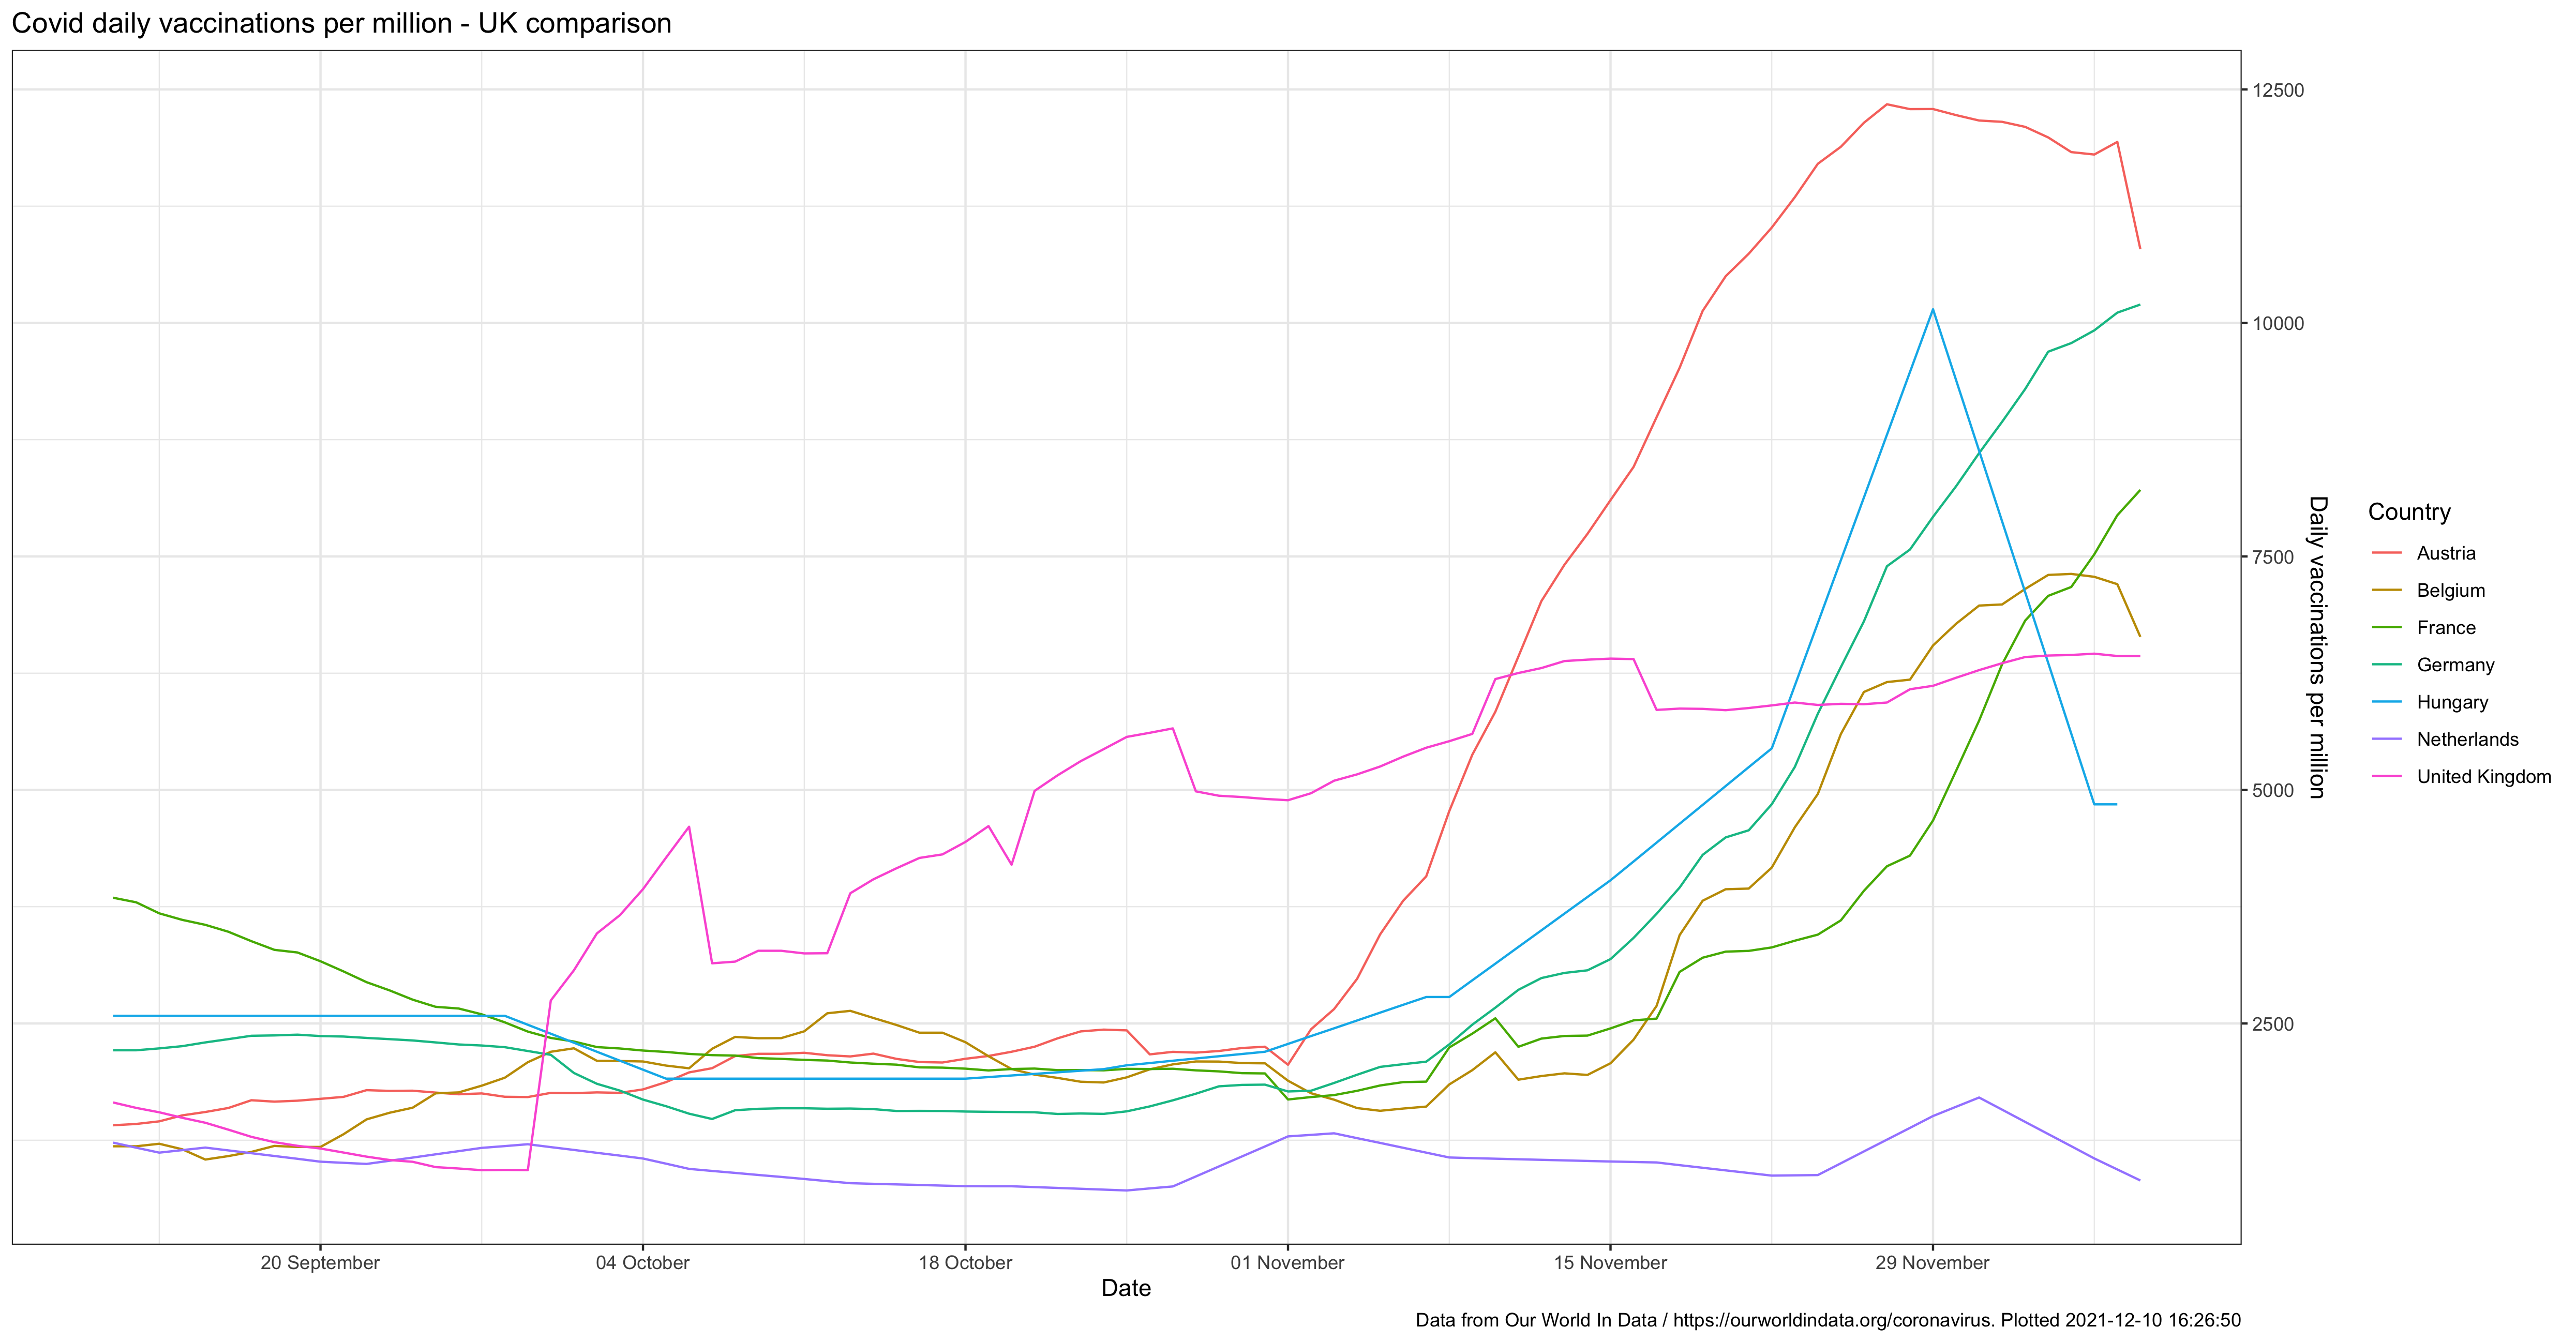 Covid daily vaccinations per million - UK comparison
12500
10000
7500
5000
2500
Daily vaccinations per million
Country
Austria
Belgium
France
Germany
Hungary
Netherlands
United Kingdom
20 September
04 October
18 October
01 November
15 November
29 November
Date
Data from Our World In Data / https://ourworldindata.org/coronavirus. Plotted 2021-12-10 16:26:50